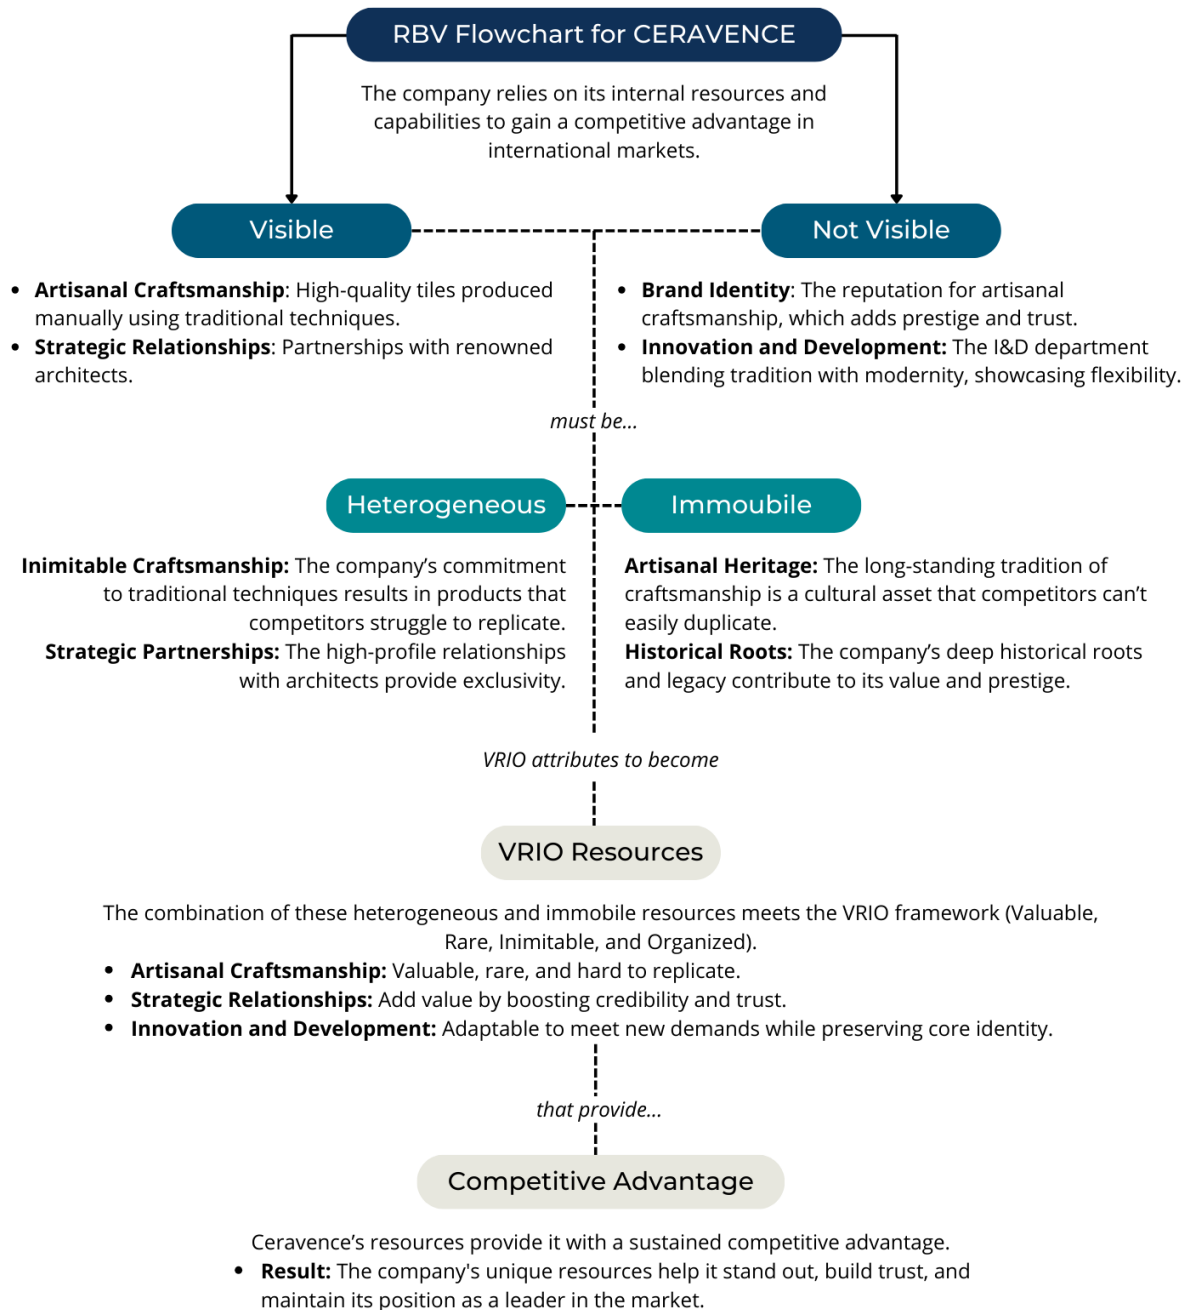 RBV Flowchart for CERAVENCE
The company relies on its internal resources and
capabilities to gain a competitive advantage in
international markets.
Visible
Not Visible
• Artisanal Craftsmanship: High-quality tiles produced
manually using traditional techniques.
• Strategic Relationships: Partnerships with renowned
architects.
• Brand Identity: The reputation for artisanal
craftsmanship, which adds prestige and trust.
• Innovation and Development: The I&D department
blending tradition with modernity, showcasing flexibility.
must be...
Heterogeneous
Immoubile
Inimitable Craftsmanship: The company’s commitment
to traditional techniques results in products that
competitors struggle to replicate.
Strategic Partnerships: The high-profile relationships
with architects provide exclusivity.
Artisanal Heritage: The long-standing tradition of
craftsmanship is a cultural asset that competitors can’t
easily duplicate.
Historical Roots: The company’s deep historical roots
and legacy contribute to its value and prestige.
VRIO attributes to become
VRIO Resources
The combination of these heterogeneous and immobile resources meets the VRIO framework (Valuable,
Rare, Inimitable, and Organized).
• Artisanal Craftsmanship: Valuable, rare, and hard to replicate.
• Strategic Relationships: Add value by boosting credibility and trust.
• Innovation and Development: Adaptable to meet new demands while preserving core identity.
that provide...
Competitive Advantage
Ceravence’s resources provide it with a sustained competitive advantage.
• Result: The company's unique resources help it stand out, build trust, and
maintain its position as a leader in the market.